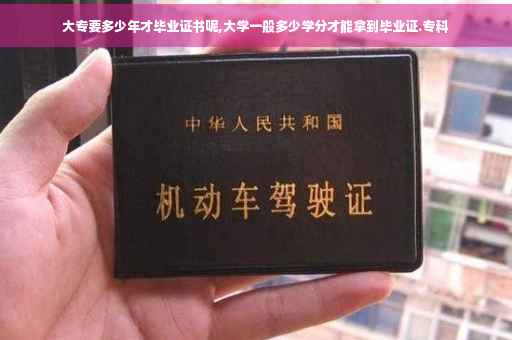 大专要多少年才毕业证书呢,大学一般多少学分才能拿到毕业证.专科
中华人民共和国
机动车驾驶证